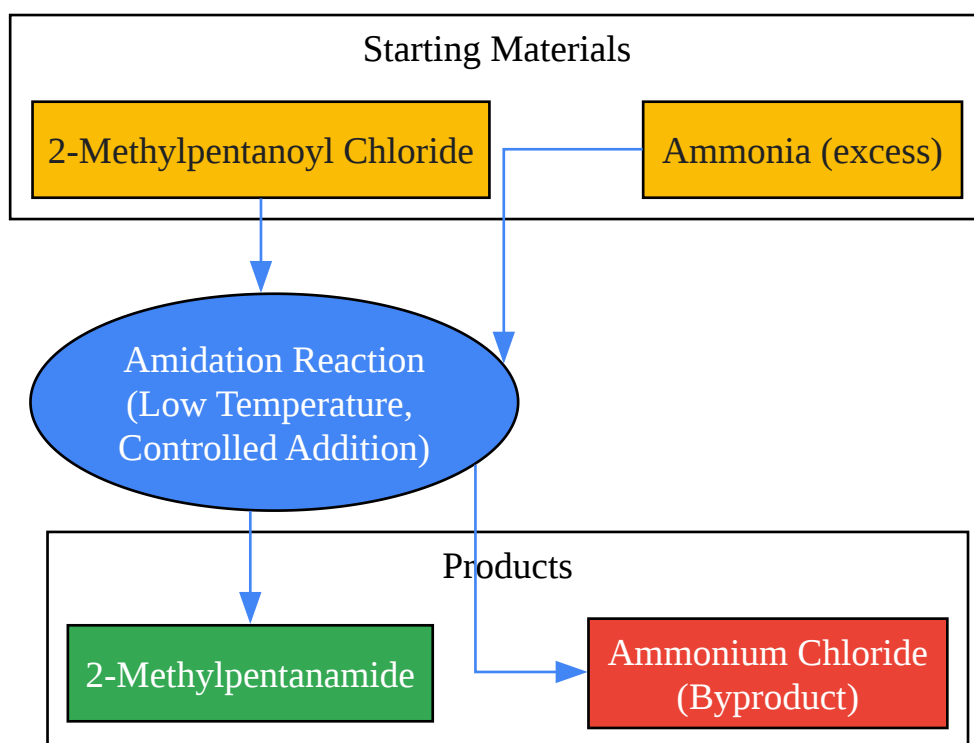 Starting Materials
2-Methylpentanoyl Chloride
Ammonia (excess)
Amidation Reaction
(Low Temperature,
Controlled Addition)
Products
2-Methylpentanamide
Ammonium Chloride
(Byproduct)